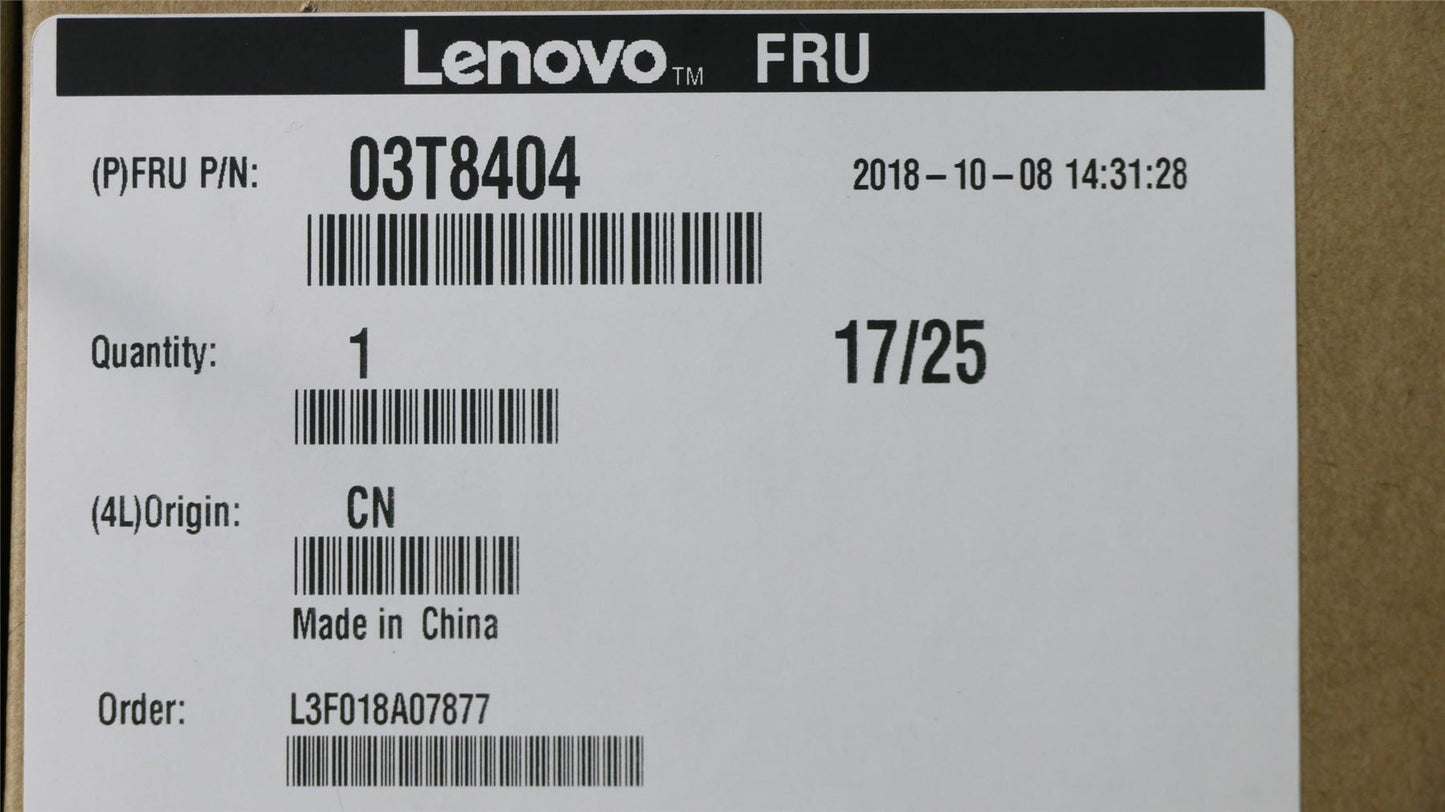 Lenovo™ FRU
(P)FRU P/N: 03T8404 2018-10-08 14:31:28
Quantity: 1 17/25
(4L)Origin: CN
Made in China
Order: L3F018A07877